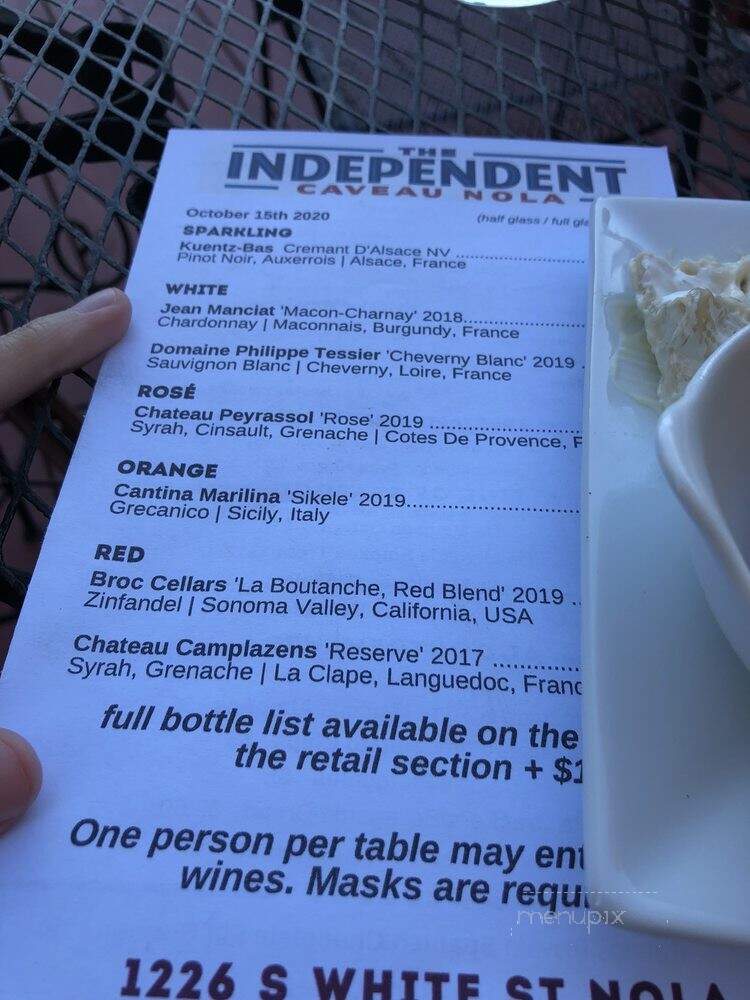 THE
INDEPENDENT
CAVEAU NOLA
October 15th 2020
(half glass / full
SPARKLING
Kuentz-Bas Cremant D'Alsace NV ........................
Pinot Noir, Auxerrois | Alsace, France
WHITE
Jean Manciat 'Macon-Charnay' 2018......................
Chardonnay | Maconnais, Burgundy, France
Domaine Philippe Tessier 'Cheverny Blanc' 2019 .
Sauvignon Blanc | Cheverny, Loire, France
ROSÉ
Chateau Peyrassol 'Rose' 2019 ........................
Syrah, Cinsault, Grenache | Cotes De Provence, F
ORANGE
Cantina Marilina 'Sikele' 2019..........................
Grecanico | Sicily, Italy
RED
Broc Cellars 'La Boutanche, Red Blend' 2019 ..
Zinfandel | Sonoma Valley, California, USA
Chateau Camplazens 'Reserve' 2017 .............
Syrah, Grenache | La Clape, Languedoc, Franc
full bottle list available on the
the retail section + $1
One person per table may ent
wines. Masks are requ
menupix
1226 S WHITE ST NOLA